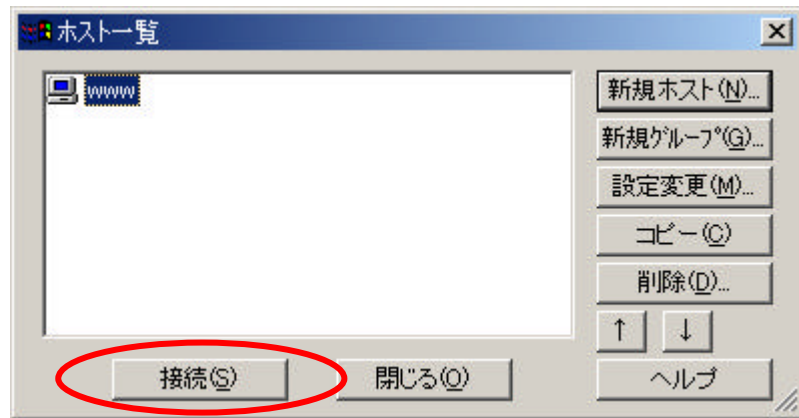 ホスト一覧
www
新規ホスト(N)...
新規ｸﾞﾙｰﾌﾟ(G)...
設定変更(M)...
コピー(C)
削除(D)...
↑ ↓
接続(S) 閉じる(O) ヘルプ